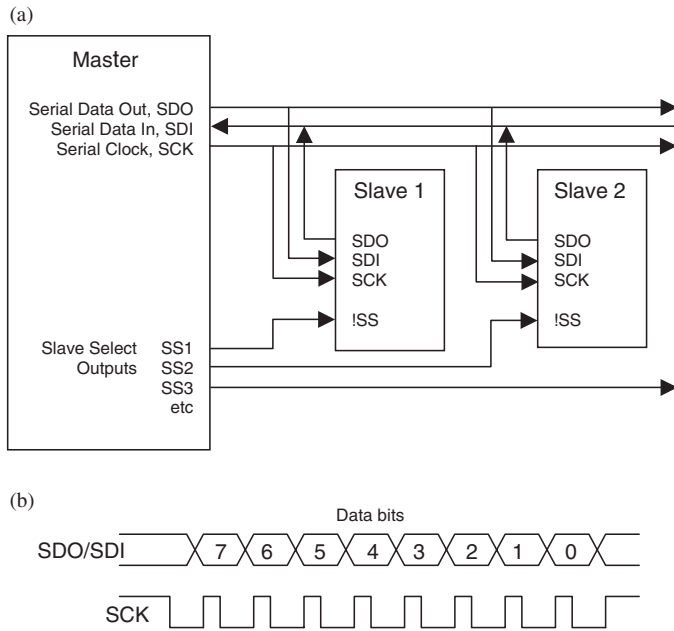 (a)
Master
Serial Data Out, SDO
Serial Data In, SDI
Serial Clock, SCK
Slave 1
SDO
SDI
SCK
!SS
Slave 2
SDO
SDI
SCK
!SS
Slave Select SS1
Outputs SS2
SS3
etc
(b)
Data bits
SDO/SDI 7 6 5 4 3 2 1 0
SCK